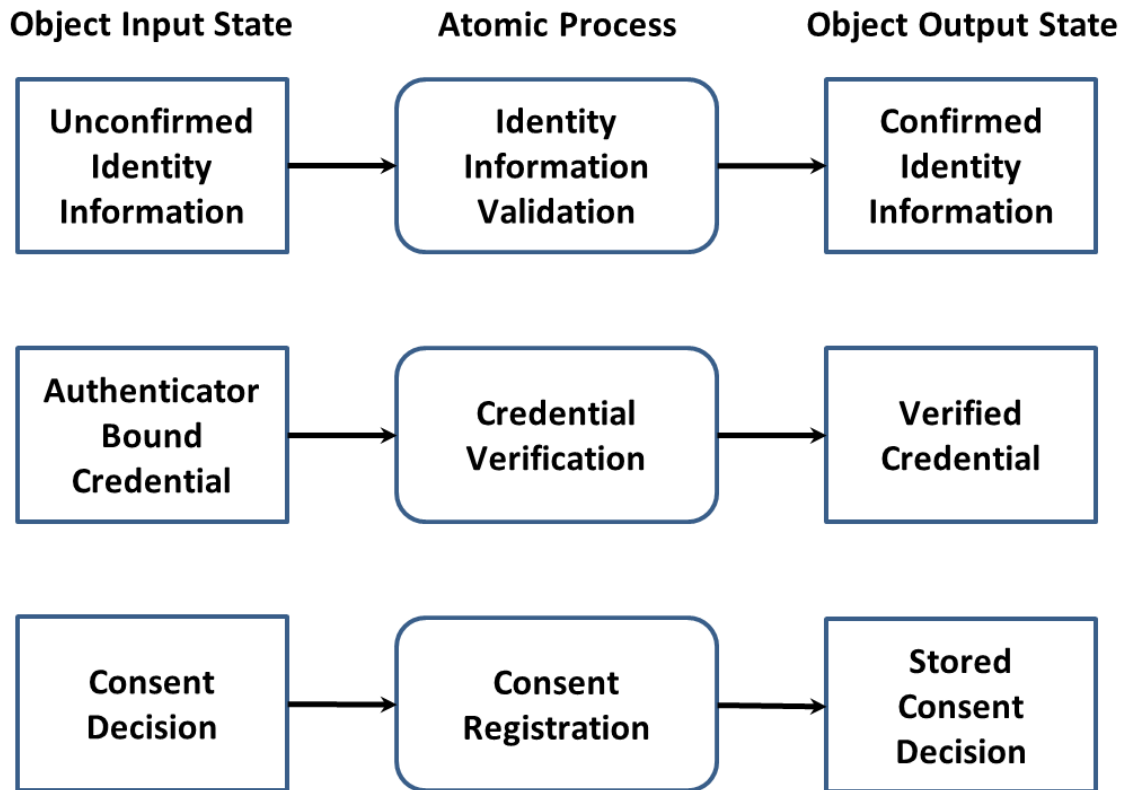 Object Input State
Atomic Process
Object Output State
Unconfirmed
Identity
Information
Identity
Information
Validation
Confirmed
Identity
Information
Authenticator
Bound
Credential
Credential
Verification
Verified
Credential
Consent
Decision
Consent
Registration
Stored
Consent
Decision